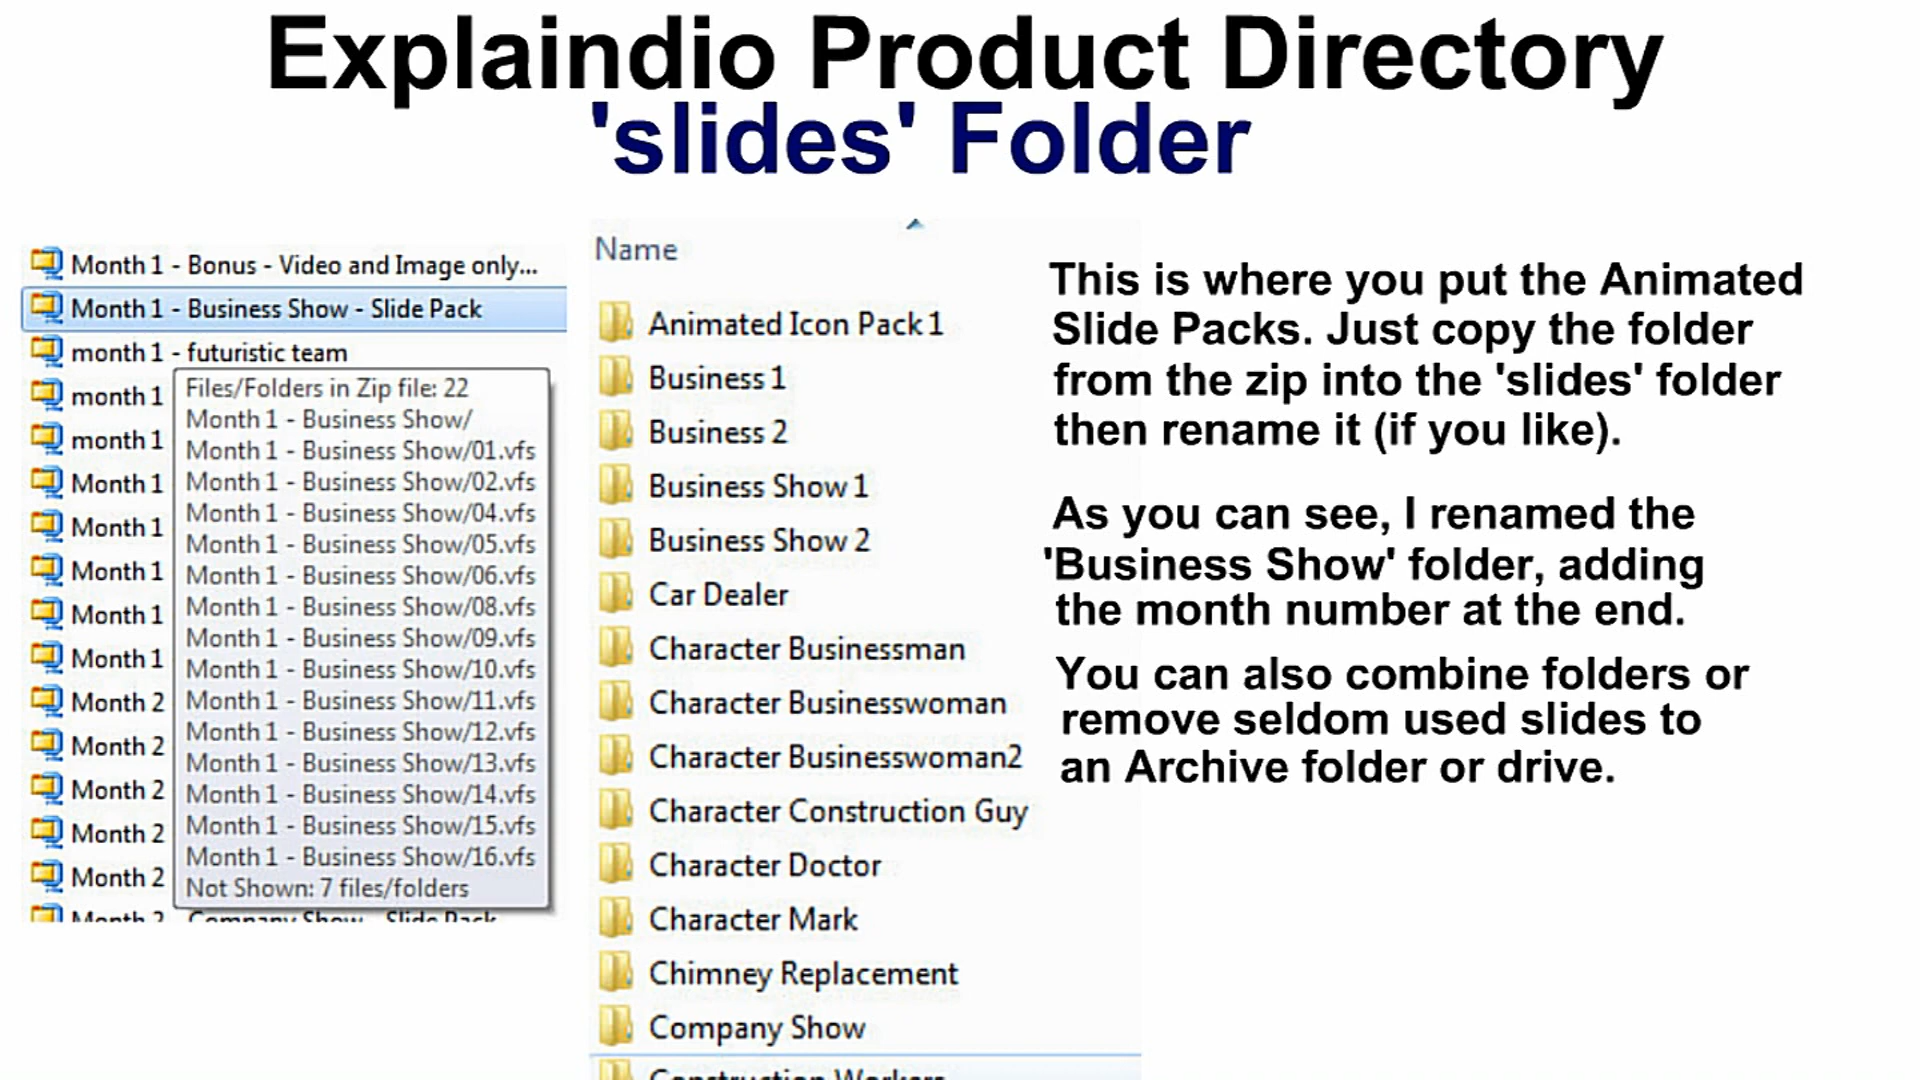 Explaindio Product Directory
'slides' Folder
Month 1 - Bonus - Video and Image only...
Month 1 - Business Show - Slide Pack
month 1 - futuristic team
month 1
month 1
Month 1
Month 1
Month 1
Month 1
Month 1
Month 2
Month 2
Month 2
Month 2
Month 2
Month 2 - Company Show - Slide Pack
Files/Folders in Zip file: 22
Month 1 - Business Show/
Month 1 - Business Show/01.vfs
Month 1 - Business Show/02.vfs
Month 1 - Business Show/04.vfs
Month 1 - Business Show/05.vfs
Month 1 - Business Show/06.vfs
Month 1 - Business Show/08.vfs
Month 1 - Business Show/09.vfs
Month 1 - Business Show/10.vfs
Month 1 - Business Show/11.vfs
Month 1 - Business Show/12.vfs
Month 1 - Business Show/13.vfs
Month 1 - Business Show/14.vfs
Month 1 - Business Show/15.vfs
Month 1 - Business Show/16.vfs
Not Shown: 7 files/folders
Name
Animated Icon Pack 1
Business 1
Business 2
Business Show 1
Business Show 2
Car Dealer
Character Businessman
Character Businesswoman
Character Businesswoman2
Character Construction Guy
Character Doctor
Character Mark
Chimney Replacement
Company Show
Construction Workers
This is where you put the Animated
Slide Packs. Just copy the folder
from the zip into the 'slides' folder
then rename it (if you like).
As you can see, I renamed the
'Business Show' folder, adding
the month number at the end.
You can also combine folders or
remove seldom used slides to
an Archive folder or drive.